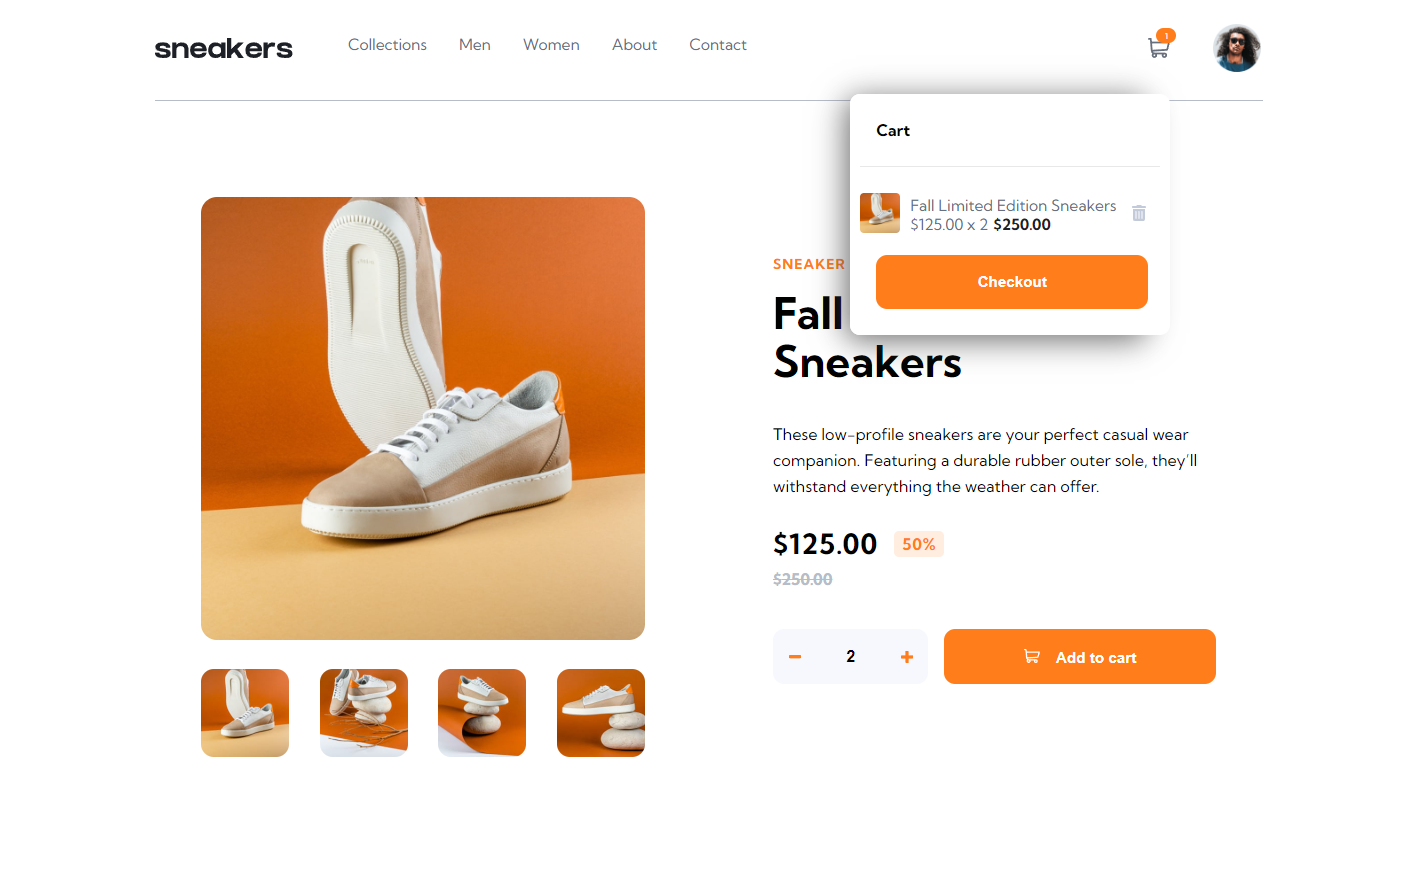 sneakers
Collections
Men
Women
About
Contact
1
Cart
Fall Limited Edition Sneakers
$125.00 x 2 $250.00
Checkout
SNEAKER
Fall
Sneakers
These low-profile sneakers are your perfect casual wear
companion. Featuring a durable rubber outer sole, they'll
withstand everything the weather can offer.
$125.00 50%
$250.00
2
Add to cart